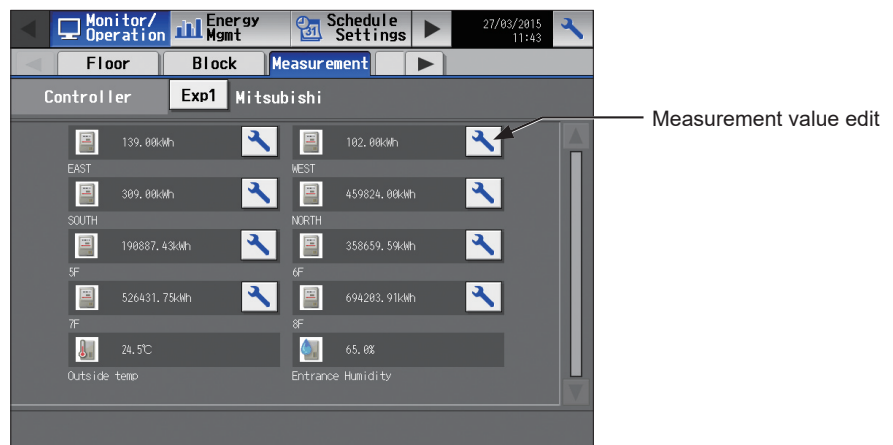 Monitor/ Operation
Energy Mgmt
31
Schedule Settings
27/03/2015
11:43
Floor
Block
Measurement
Controller
Exp1
Mitsubishi
Measurement value edit
139.00kWh
102.00kWh
EAST
WEST
309.00kWh
459824.00kWh
SOUTH
NORTH
190887.43kWh
358659.59kWh
5F
6F
526431.75kWh
694203.91kWh
7F
8F
24.5℃
65.0%
Outside temp
Entrance Humidity